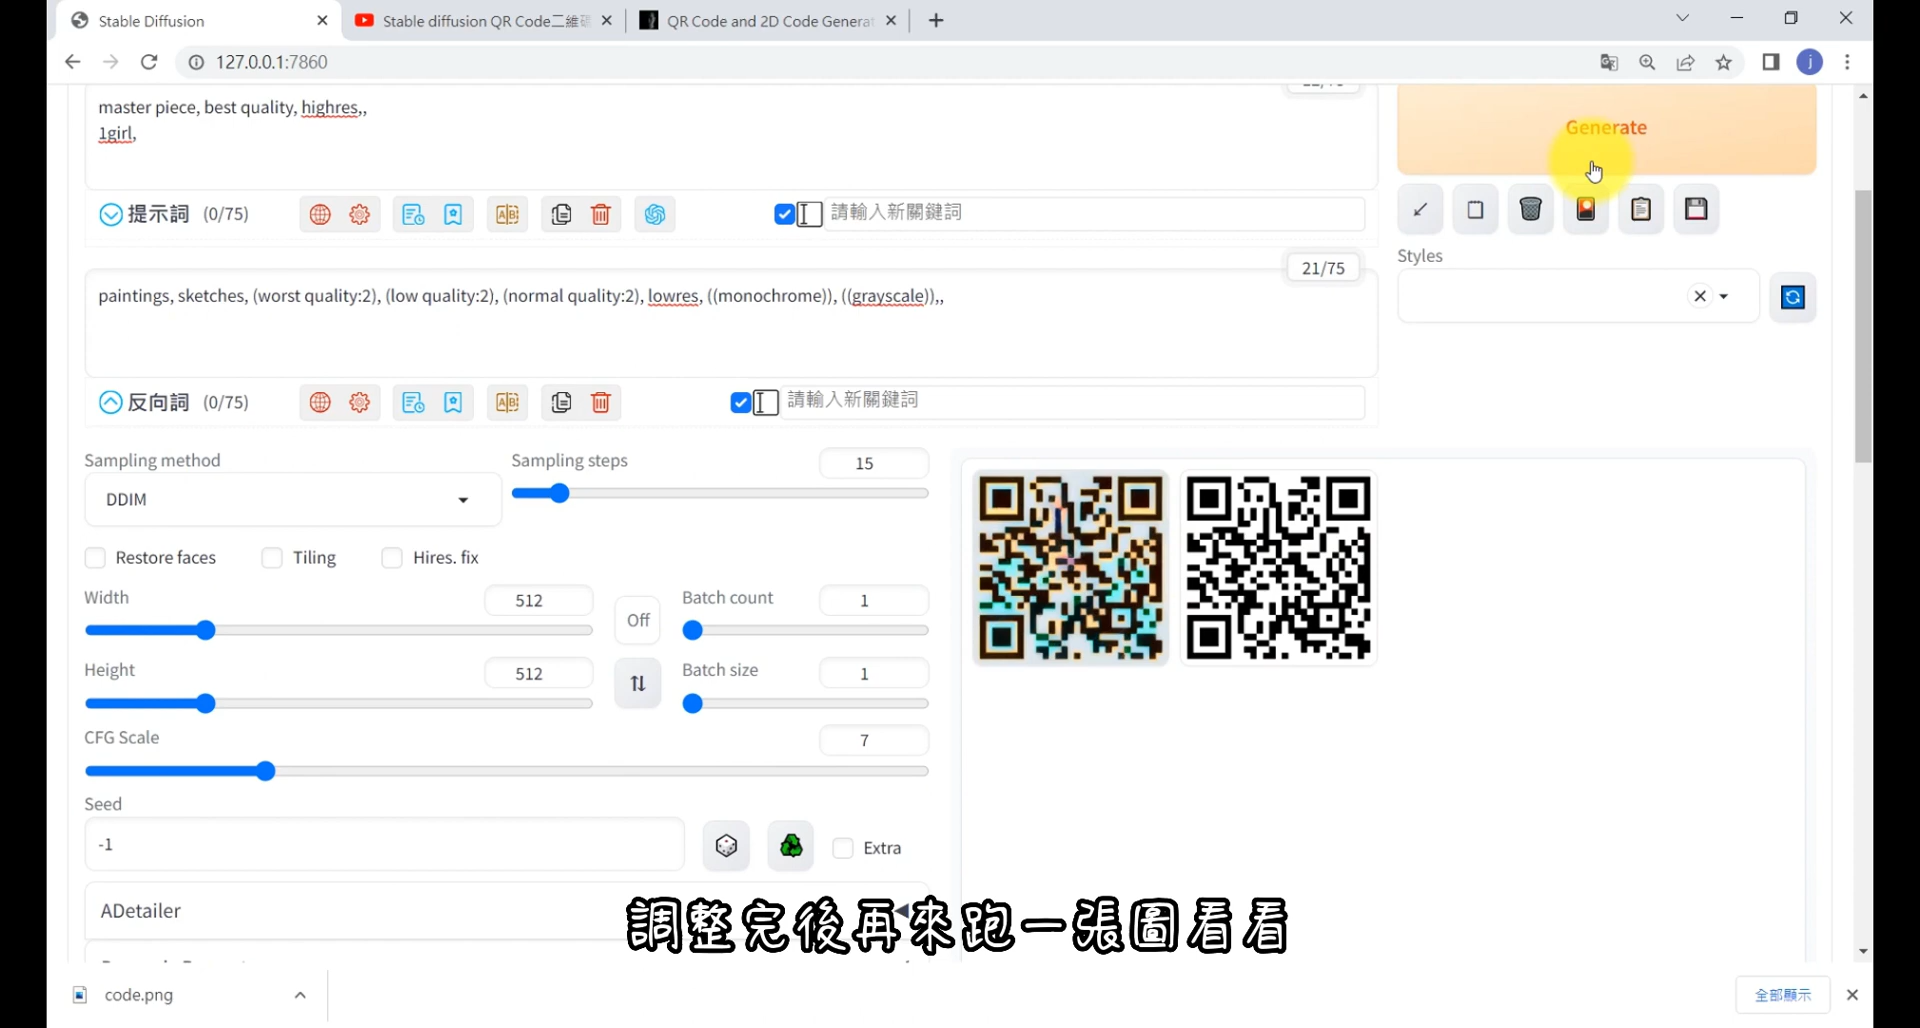 Stable Diffusion
Stable diffusion QR Code二維
QR Code and 2D Code Generat
127.0.0.1:7860
j
master piece, best quality, highres,,
1girl,
Generate
提示詞 (0/75)
請輸入新關鍵詞
Styles
21/75
paintings, sketches, (worst quality:2), (low quality:2), (normal quality:2), lowres, ((monochrome)), ((grayscale)),,
反向詞 (0/75)
請輸入新關鍵詞
Sampling method
DDIM
Sampling steps
15
Restore faces
Tiling
Hires. fix
Width
512
Off
Batch count
1
Height
512
Batch size
1
CFG Scale
7
Seed
-1
Extra
ADetailer
調整完後再來跑一張圖看看
code.png
全部顯示